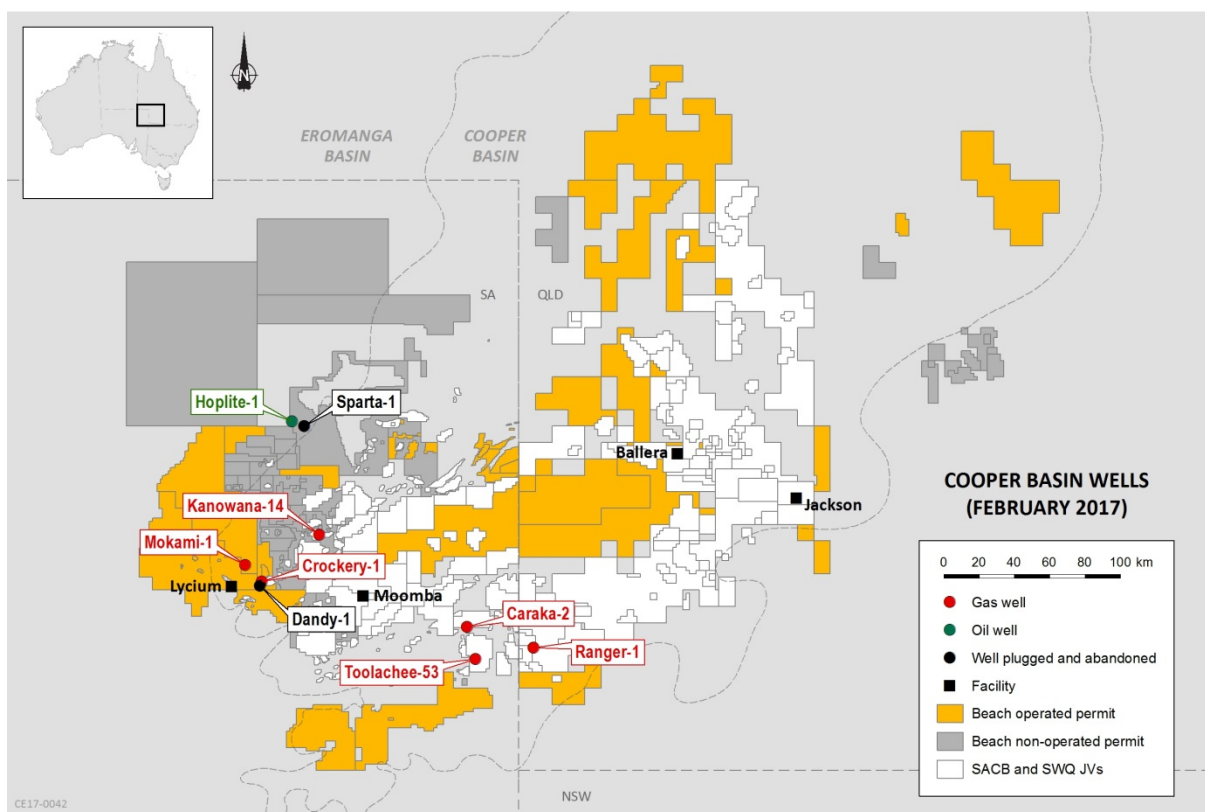 N
EROMANGA
BASIN
COOPER
BASIN
SA
QLD
Hoplite-1
Sparta-1
Ballera
Jackson
Kanowana-14
Mokami-1
Crockery-1
Lycium
Moomba
Dandy-1
Caraka-2
Ranger-1
Toolachee-53
NSW
COOPER BASIN WELLS
(FEBRUARY 2017)
0 20 40 60 80 100 km
Gas well
Oil well
Well plugged and abandoned
Facility
Beach operated permit
Beach non-operated permit
SACB and SWQ JVs
CE17-0042